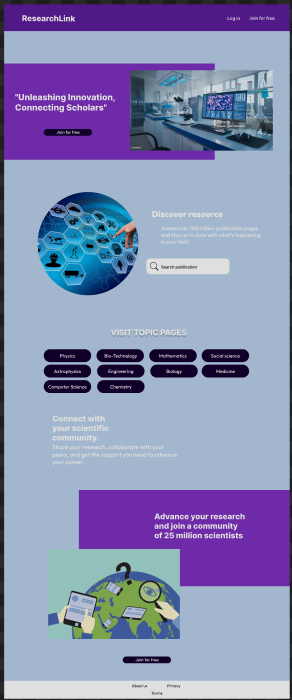 ResearchLink
Log in
Join for free
"Unleashing Innovation,
Connecting Scholars"
Join for free
iStock
Discover resource
Access over 160 million publication pages
and stay up to date with what's happening
in your field.
Search publication
VISIT TOPIC PAGES
Physics
Bio-Technology
Mathematics
Social science
Astrophysics
Engineering
Biology
Medicine
Computer Science
Chemistry
Connect with
your scientific
community.
Share your research, collaborate with your
peers, and get the support you need to advance
your career.
Advance your research
and join a community
of 25 million scientists
?
Join for free
About us
Privacy
Terms